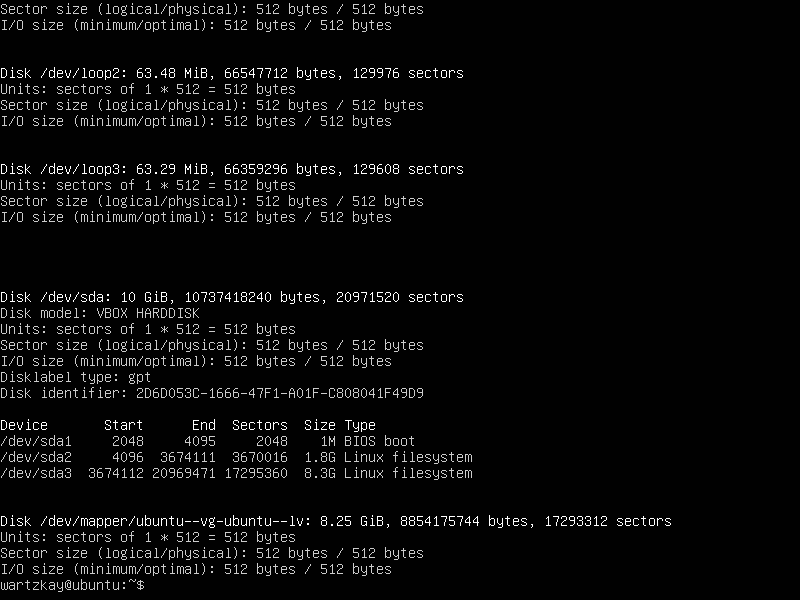 Sector size (logical/physical): 512 bytes / 512 bytes
I/O size (minimum/optimal): 512 bytes / 512 bytes
Disk /dev/loop2: 63.48 MiB, 66547712 bytes, 129976 sectors
Units: sectors of 1 * 512 = 512 bytes
Sector size (logical/physical): 512 bytes / 512 bytes
I/O size (minimum/optimal): 512 bytes / 512 bytes
Disk /dev/loop3: 63.29 MiB, 66359296 bytes, 129608 sectors
Units: sectors of 1 * 512 = 512 bytes
Sector size (logical/physical): 512 bytes / 512 bytes
I/O size (minimum/optimal): 512 bytes / 512 bytes
Disk /dev/sda: 10 GiB, 10737418240 bytes, 20971520 sectors
Disk model: VBOX HARDDISK
Units: sectors of 1 * 512 = 512 bytes
Sector size (logical/physical): 512 bytes / 512 bytes
I/O size (minimum/optimal): 512 bytes / 512 bytes
Disklabel type: gpt
Disk identifier: 2D6D053C-1666-47F1-A01F-C808041F49D9
Device       Start      End  Sectors  Size Type
/dev/sda1     2048     4095     2048    1M BIOS boot
/dev/sda2     4096  3674111  3670016  1.8G Linux filesystem
/dev/sda3  3674112 20969471 17295360  8.3G Linux filesystem
Disk /dev/mapper/ubuntu--vg-ubuntu--lv: 8.25 GiB, 8854175744 bytes, 17293312 sectors
Units: sectors of 1 * 512 = 512 bytes
Sector size (logical/physical): 512 bytes / 512 bytes
I/O size (minimum/optimal): 512 bytes / 512 bytes
wartzkay@ubuntu:~$